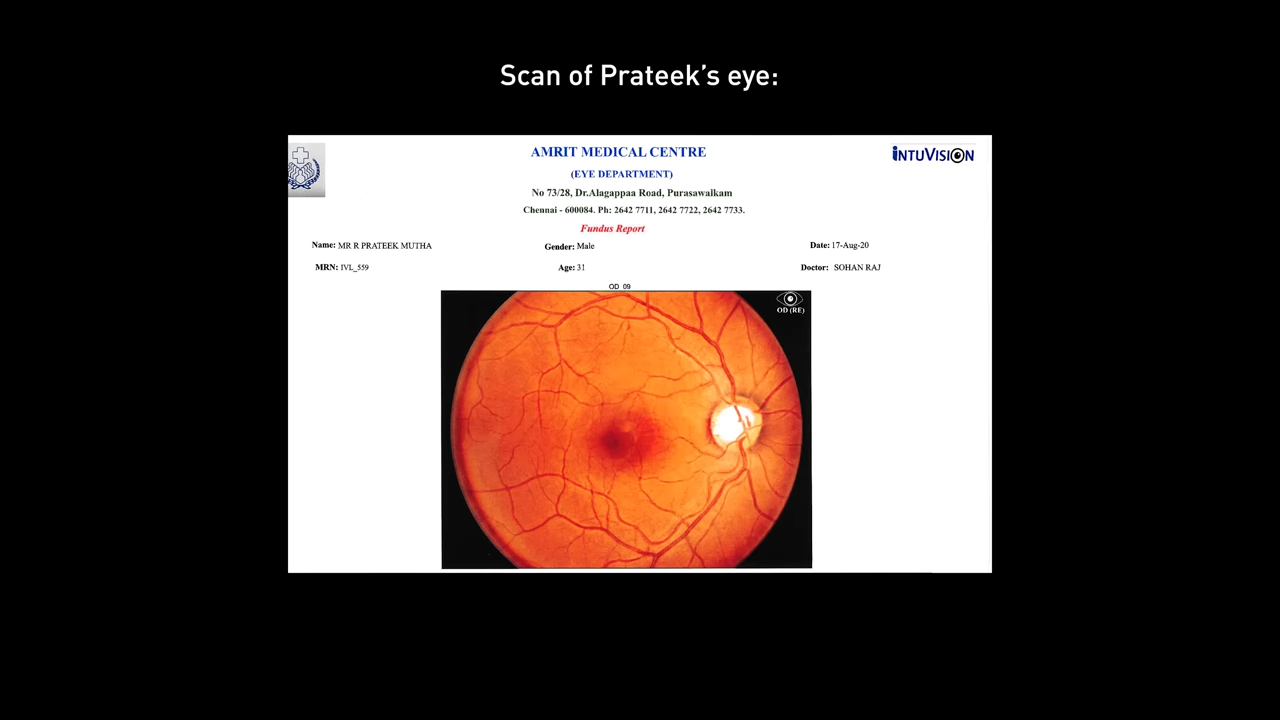 Scan of Prateek's eye:
AMRIT MEDICAL CENTRE
INTUVISION
(EYE DEPARTMENT)
No 73/28, Dr.Alagappaa Road, Purasawalkam
Chennai - 600084. Ph: 2642 7711, 2642 7722, 2642 7733.
Fundus Report
Name: MR R PRATEEK MUTHA Gender: Male Date: 17-Aug-20
MRN: IVL_559 Age: 31 Doctor: SOHAN RAJ
OD_09
OD (RE)